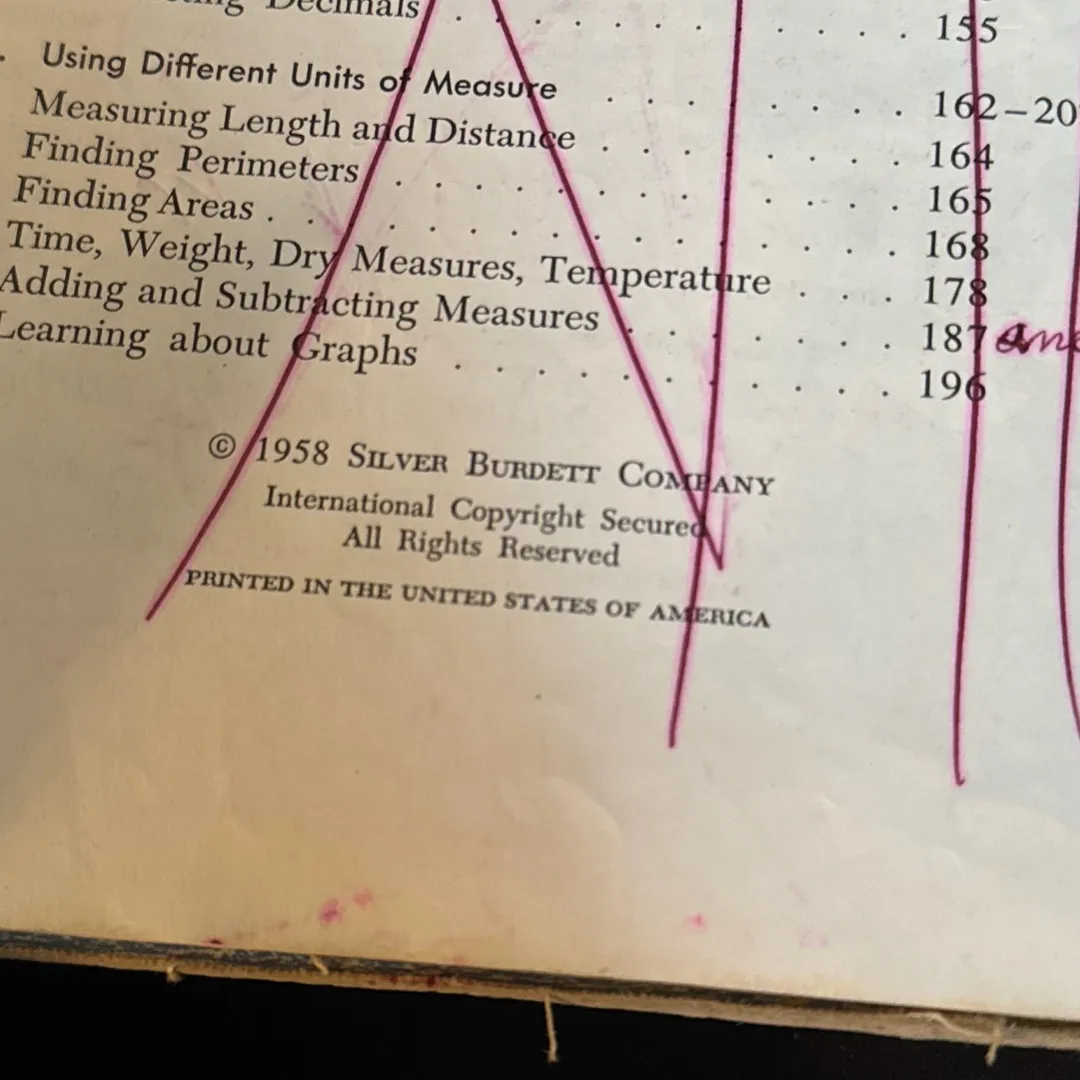 Decimals . . . . . . . . . . . 155
Using Different Units of Measure . . . . . . . . 162–20
Measuring Length and Distance . . . . . . . . 164
Finding Perimeters . . . . . . . . . . . . . 165
Finding Areas . . . . . . . . . . . . . . . . 168
Time, Weight, Dry Measures, Temperature . . . 178
Adding and Subtracting Measures . . . . . . . 187
Learning about Graphs . . . . . . . . . . . 196
© 1958 SILVER BURDETT COMPANY
International Copyright Secured
All Rights Reserved
PRINTED IN THE UNITED STATES OF AMERICA